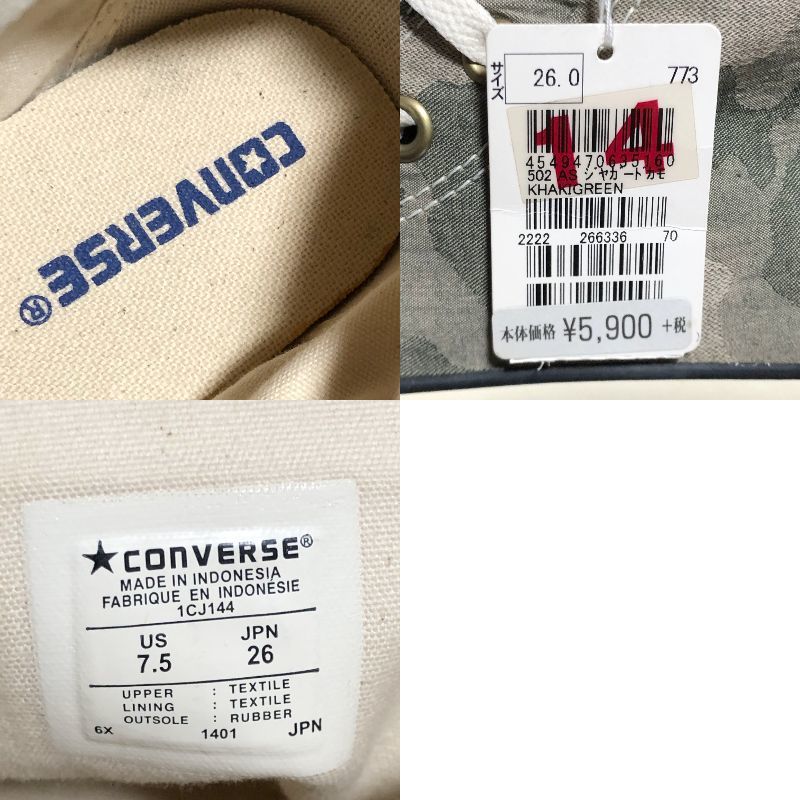 CONVERSE®
サイズ
26.0
773
14
4549470635160
502 AS ジャガードカモ
KHAKIGREEN
2222 266336 70
本体価格 ¥5,900 +税
★CONVERSE®
MADE IN INDONESIA
FABRIQUE EN INDONÉSIE
1CJ144
US JPN
7.5 26
UPPER : TEXTILE
LINING : TEXTILE
OUTSOLE : RUBBER
6X 1401 JPN